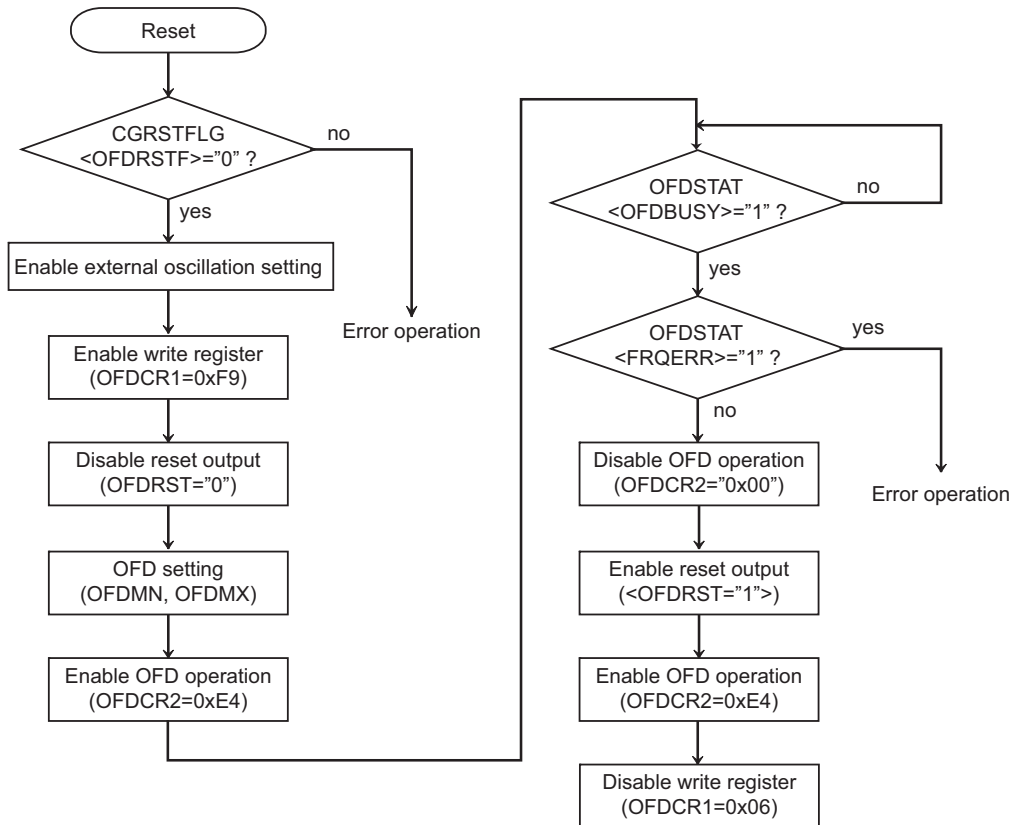 Reset
CGRSTFLG
<OFDRSTF>=”0” ?
no
yes
Enable external oscillation setting
Error operation
Enable write register
(OFDCR1=0xF9)
Disable reset output
(OFDRST=”0”)
OFD setting
(OFDMN, OFDMX)
Enable OFD operation
(OFDCR2=0xE4)
OFDSTAT
<OFDBUSY>=”1” ?
no
yes
OFDSTAT
<FRQERR>=”1” ?
yes
no
Disable OFD operation
(OFDCR2=”0x00”)
Error operation
Enable reset output
(<OFDRST=”1”>)
Enable OFD operation
(OFDCR2=0xE4)
Disable write register
(OFDCR1=0x06)